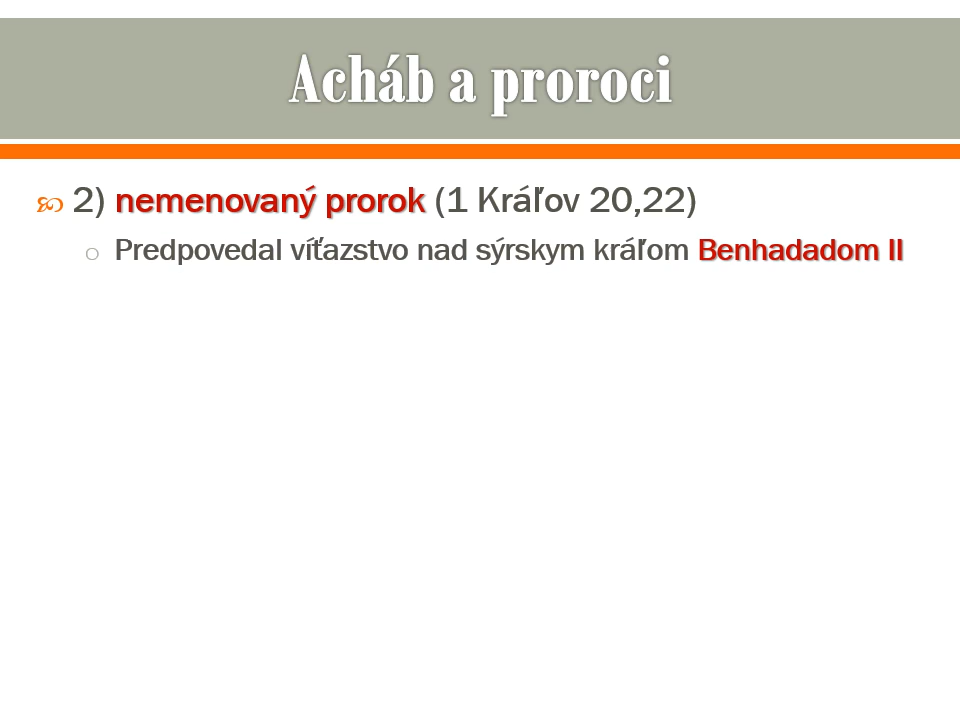 Acháb a proroci
2) nemenovaný prorok (1 Kráľov 20,22)
o Predpovedal víťazstvo nad sýrskym kráľom Benhadadom II